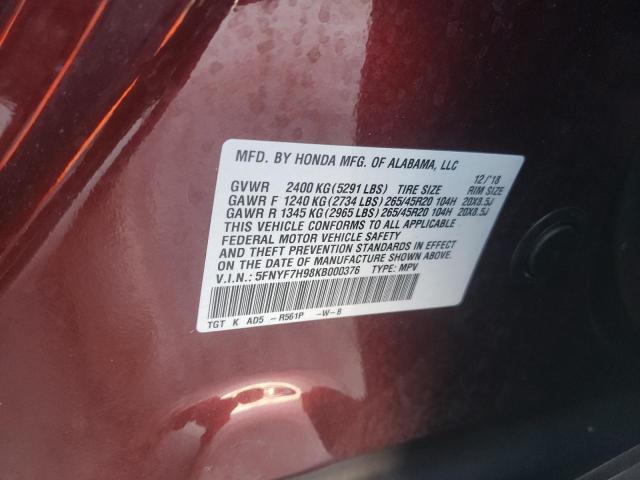 MFD. BY HONDA MFG. OF ALABAMA, LLC
12/'18
GVWR 2400 KG (5291 LBS) TIRE SIZE RIM SIZE
GAWR F 1240 KG (2734 LBS) 265/45R20 104H 20X8.5J
GAWR R 1345 KG (2965 LBS) 265/45R20 104H 20X8.5J
THIS VEHICLE CONFORMS TO ALL APPLICABLE
FEDERAL MOTOR VEHICLE SAFETY
AND THEFT PREVENTION STANDARDS IN EFFECT
ON THE DATE OF MANUFACTURE SHOWN ABOVE.
V.I.N.: 5FNYF7H98KB000376 TYPE: MPV
TGT K AD5 -R561P -W-B